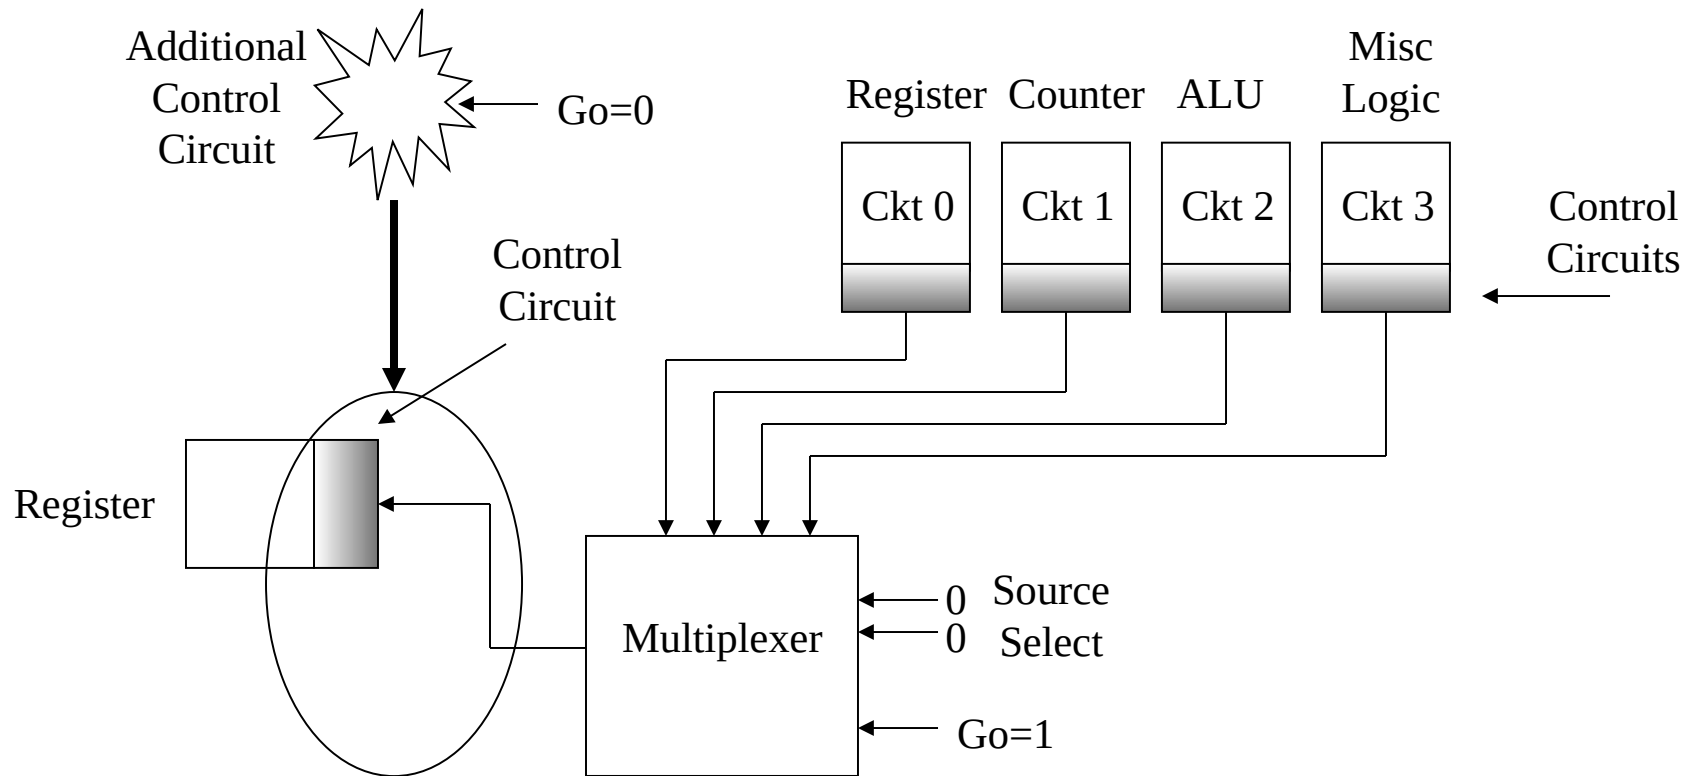 Additional
Control
Circuit
Go=0
Register
Counter
ALU
Misc
Logic
Ckt 0
Ckt 1
Ckt 2
Ckt 3
Control
Circuits
Control
Circuit
Register
Multiplexer
0
0
Source
Select
Go=1